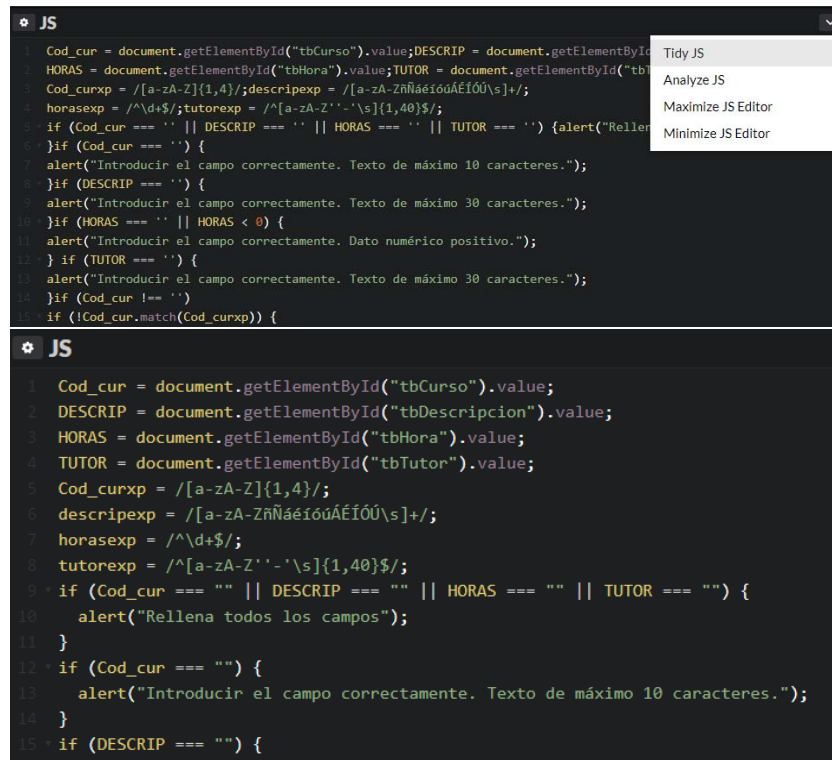 JS
1 Cod_cur = document.getElementById("tbCurso").value;DESCRIP = document.getElementById
2 HORAS = document.getElementById("tbHora").value;TUTOR = document.getElementById("tbT
3 Cod_curxp = /[a-zA-Z]{1,4}/;descripexp = /[a-zA-ZñÑáéíóúÁÉÍÓÚ\s]+/;
4 horasexp = /^\d+$/;tutorexp = /^[a-zA-Z''-'\s]{1,40}$/;
5 if (Cod_cur === '' || DESCRIP === '' || HORAS === '' || TUTOR === '') {alert("Rellen
6 }if (Cod_cur === '') {
7 alert("Introducir el campo correctamente. Texto de máximo 10 caracteres.");
8 }if (DESCRIP === '') {
9 alert("Introducir el campo correctamente. Texto de máximo 30 caracteres.");
10 }if (HORAS === '' || HORAS < 0) {
11 alert("Introducir el campo correctamente. Dato numérico positivo.");
12 } if (TUTOR === '') {
13 alert("Introducir el campo correctamente. Texto de máximo 30 caracteres.");
14 }if (Cod_cur !== '')
15 if (!Cod_cur.match(Cod_curxp)) {
Tidy JS
Analyze JS
Maximize JS Editor
Minimize JS Editor
JS
1 Cod_cur = document.getElementById("tbCurso").value;
2 DESCRIP = document.getElementById("tbDescripcion").value;
3 HORAS = document.getElementById("tbHora").value;
4 TUTOR = document.getElementById("tbTutor").value;
5 Cod_curxp = /[a-zA-Z]{1,4}/;
6 descripexp = /[a-zA-ZñÑáéíóúÁÉÍÓÚ\s]+/;
7 horasexp = /^\d+$/;
8 tutorexp = /^[a-zA-Z''-'\s]{1,40}$/;
9 if (Cod_cur === "" || DESCRIP === "" || HORAS === "" || TUTOR === "") {
10 alert("Rellena todos los campos");
11 }
12 if (Cod_cur === "") {
13 alert("Introducir el campo correctamente. Texto de máximo 10 caracteres.");
14 }
15 if (DESCRIP === "") {